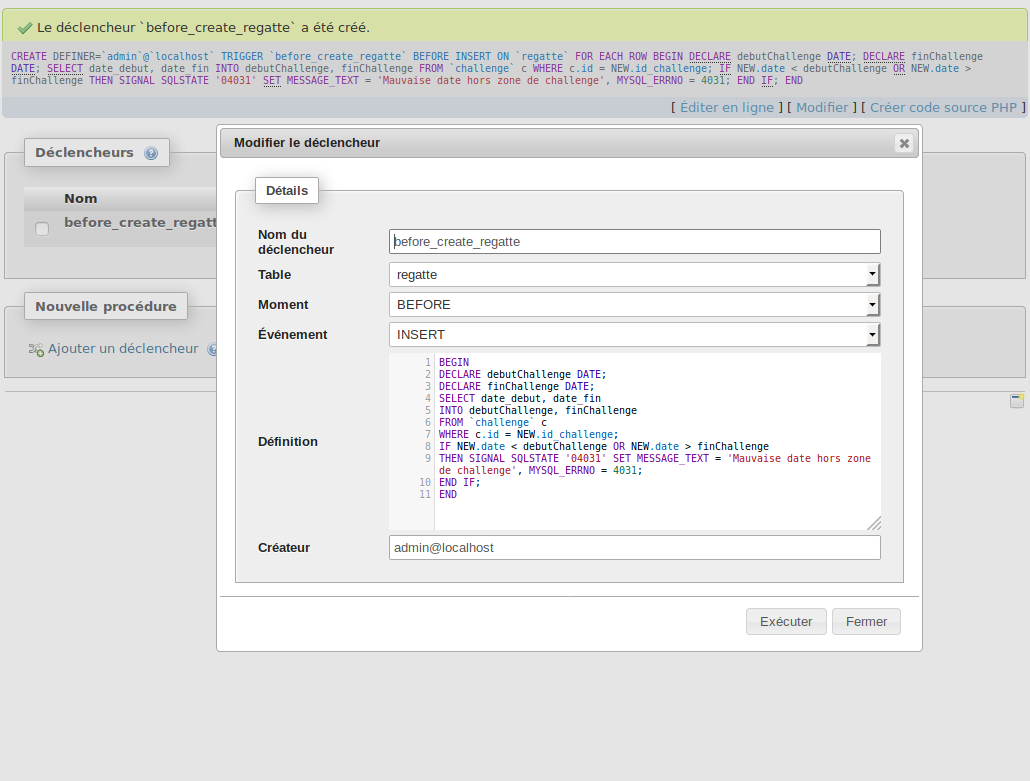 Le déclencheur `before_create_regatte` a été créé.
CREATE DEFINER=`admin`@`localhost` TRIGGER `before_create_regatte` BEFORE INSERT ON `regatte` FOR EACH ROW BEGIN DECLARE debutChallenge DATE; DECLARE finChallenge
DATE; SELECT date_debut, date_fin INTO debutChallenge, finChallenge FROM `challenge` c WHERE c.id = NEW.id_challenge; IF NEW.date < debutChallenge OR NEW.date >
finChallenge THEN SIGNAL SQLSTATE '04031' SET MESSAGE_TEXT = 'Mauvaise date hors zone de challenge', MYSQL_ERRNO = 4031; END IF; END
[ Éditer en ligne ] [ Modifier ] [ Créer code source PHP ]
Déclencheurs
Nom
before_create_regatt
Nouvelle procédure
Ajouter un déclencheur
Modifier le déclencheur
Détails
Nom du
déclencheur
before_create_regatte
Table
regatte
Moment
BEFORE
Événement
INSERT
Définition
1 BEGIN
2 DECLARE debutChallenge DATE;
3 DECLARE finChallenge DATE;
4 SELECT date_debut, date_fin
5 INTO debutChallenge, finChallenge
6 FROM `challenge` c
7 WHERE c.id = NEW.id_challenge;
8 IF NEW.date < debutChallenge OR NEW.date > finChallenge
9 THEN SIGNAL SQLSTATE '04031' SET MESSAGE_TEXT = 'Mauvaise date hors zone
de challenge', MYSQL_ERRNO = 4031;
10 END IF;
11 END
Créateur
admin@localhost
Exécuter
Fermer